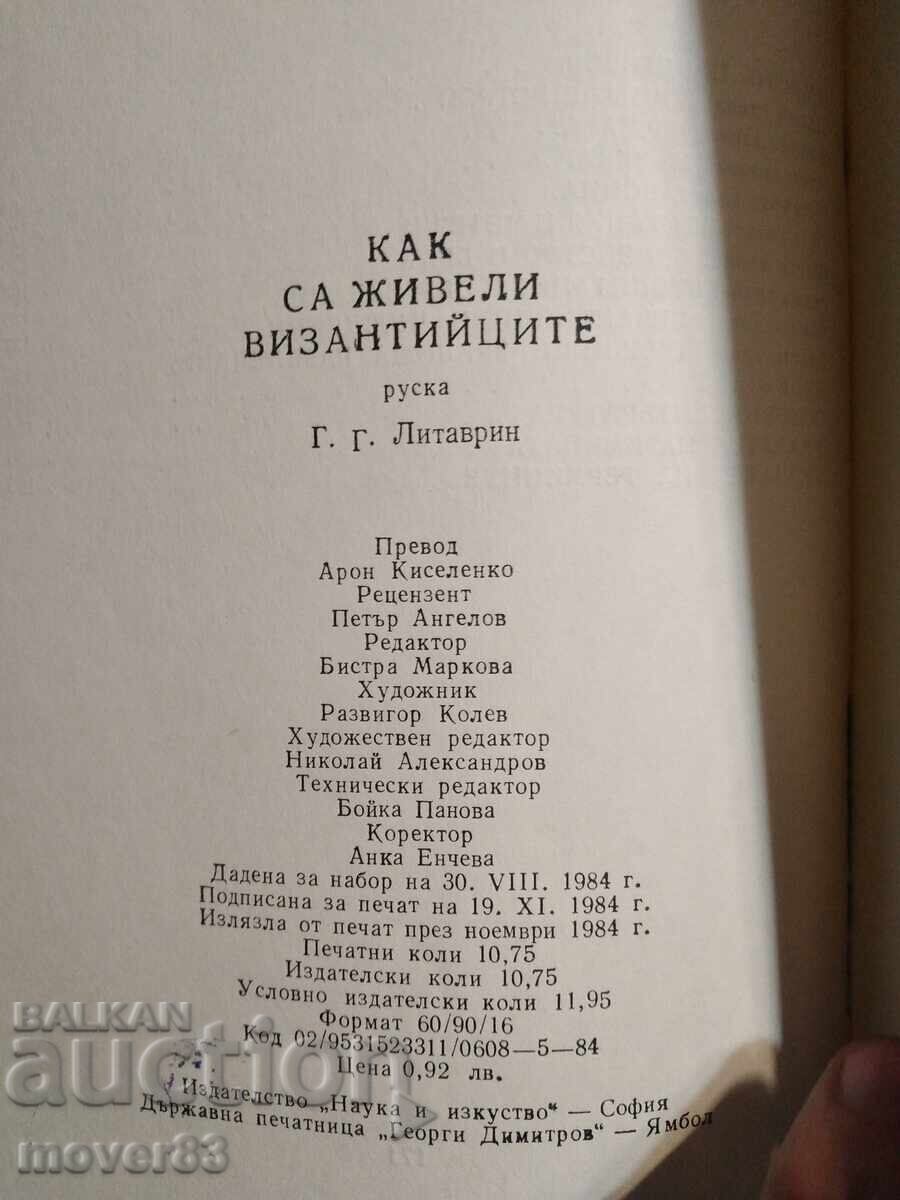 КАК
СА ЖИВЕЛИ
ВИЗАНТИЙЦИТЕ
руска
Г. Г. Литаврин
Превод
Арон Киселенко
Рецензент
Петър Ангелов
Редактор
Бистра Маркова
Художник
Развигор Колев
Художествен редактор
Николай Александров
Технически редактор
Бойка Панова
Коректор
Анка Енчева
Дадена за набор на 30. VIII. 1984 г.
Подписана за печат на 19. XI. 1984 г.
Излязла от печат през ноември 1984 г.
Печатни коли 10,75
Издателски коли 10,75
Условно издателски коли 11,95
Формат 60/90/16
Код 02/9531523311/0608—5—84
Цена 0,92 лв.
Издателство „Наука и изкуство“ — София
Държавна печатница „Георги Димитров“ — Ямбол
BALKAN
auction
mover83